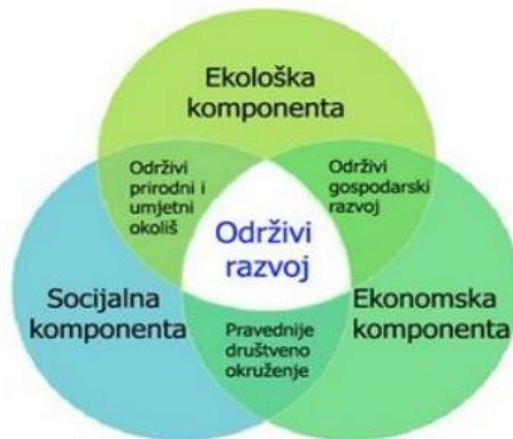 Ekološka
komponenta
Održivi
prirodni i
umjetni
okoliš
Održivi
gospodarski
razvoj
Održivi
razvoj
Socijalna
komponenta
Ekonomska
komponenta
Pravednije
društveno
okruženje